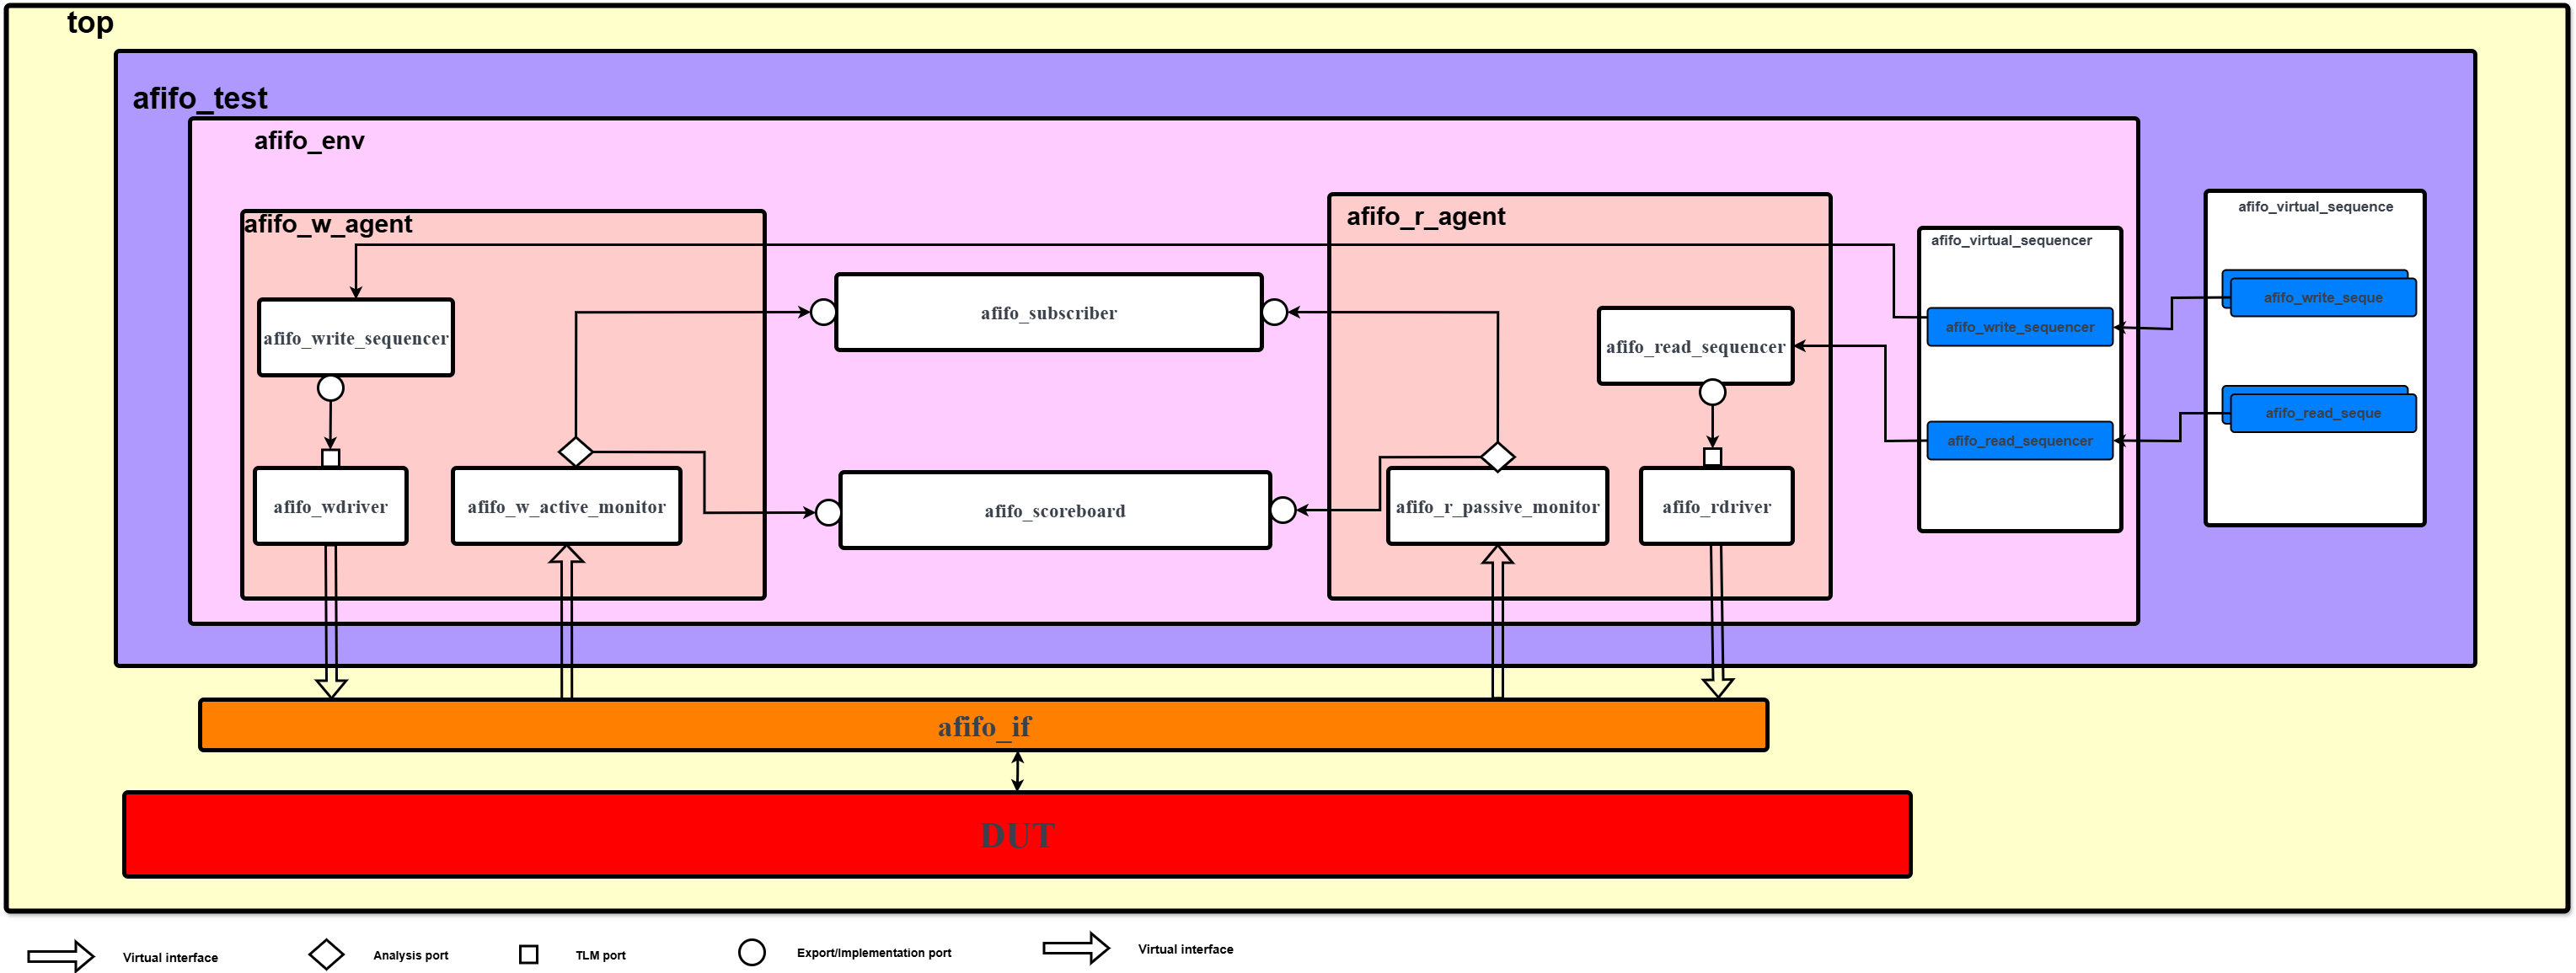 top
afifo_test
afifo_env
afifo_w_agent
afifo_r_agent
afifo_virtual_sequence
afifo_virtual_sequencer
afifo_write_seque
afifo_subscriber
afifo_write_sequencer
afifo_write_sequencer
afifo_read_sequencer
afifo_read_seque
afifo_read_sequencer
afifo_wdriver
afifo_w_active_monitor
afifo_scoreboard
afifo_r_passive_monitor
afifo_rdriver
afifo_if
DUT
Virtual interface
Analysis port
TLM port
Export/Implementation port
Virtual interface